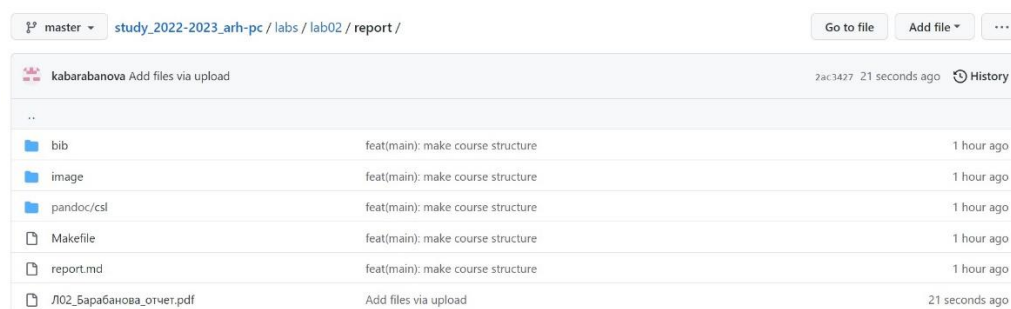 master study_2022-2023_arh-pc / labs / lab02 / report / Go to file Add file ...
kabarabanova Add files via upload 2ac3427 21 seconds ago History
..
bib feat(main): make course structure 1 hour ago
image feat(main): make course structure 1 hour ago
pandoc/csl feat(main): make course structure 1 hour ago
Makefile feat(main): make course structure 1 hour ago
report.md feat(main): make course structure 1 hour ago
Л02_Барабанова_отчет.pdf Add files via upload 21 seconds ago